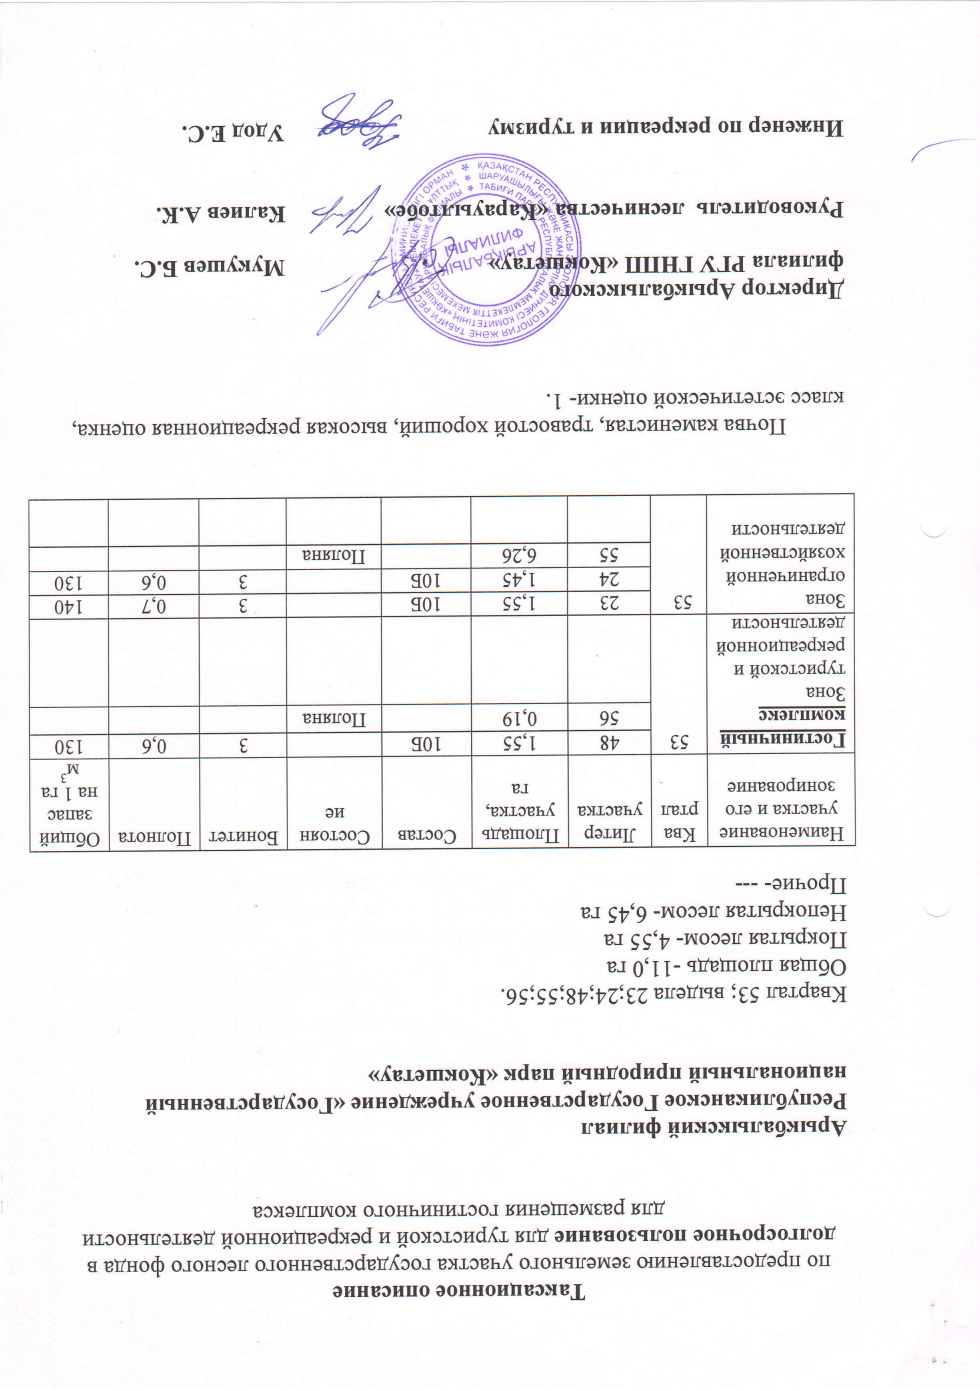 Таксационное описание
по предоставлению земельного участка государственного лесного фонда в
долгосрочное пользование для туристской и рекреационной деятельности
для размещения гостиничного комплекса
Арыкбалыкский филиал
Республиканское Государственное учреждение «Государственный
национальный природный парк «Кокшетау»
Квартал 53; выдела 23;24;48;55;56.
Общая площадь -11,0 га
Покрытая лесом- 4,55 га
Непокрытая лесом- 6,45 га
Прочие- ---
Наименование участка и его зонирование Ква ртал Литер участка Площадь участка, га Состав Состоян ие Бонитет Полнота Общий запас на 1 га м3
Гостиничный 53 48 1,55 10Б 3 0,6 130
комплекс 56 0,19 Поляна
Зона
туристской и
рекреационной
деятельности
Зона 53 23 1,55 10Б 3 0,7 140
ограниченной 24 1,45 10Б 3 0,6 130
хозяйственной 55 6,26 Поляна
деятельности
Почва каменистая, травостой хороший, высокая рекреационная оценка,
класс эстетической оценки- 1.
Директор Арыкбалыкского
филиала РГУ ГНПП «Кокшетау» Мукушев Б.С.
Руководитель лесничества «Карауылтобе» Калиев А.К.
Инженер по рекреации и туризму Удод Е.С.
АРЫҚБАЛЫҚ
ФИЛИАЛЫ